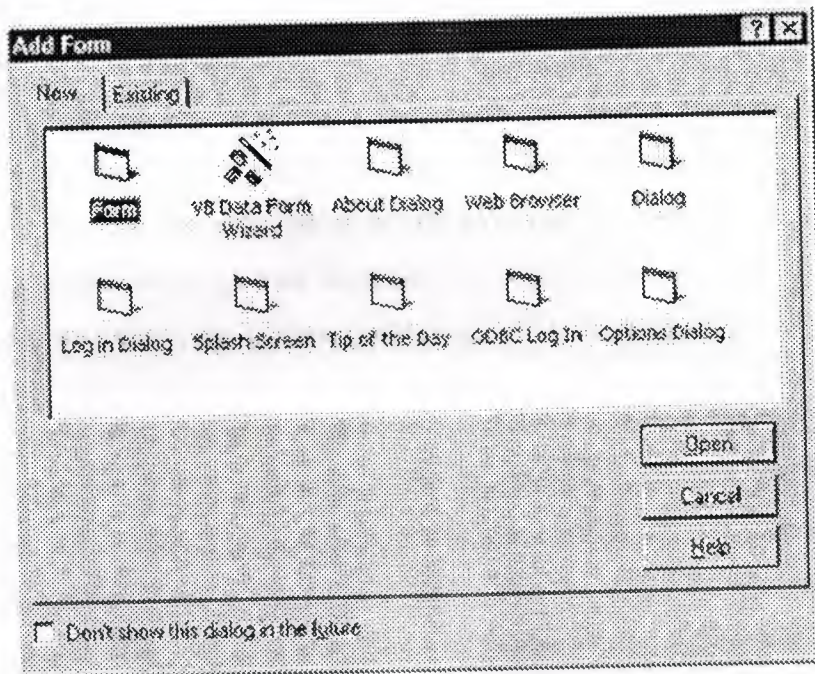 Add Form
New Existing
Form VB Data Form Wizard About Dialog Web Browser Dialog
Log in Dialog Splash Screen Tip of the Day ODBC Log In Options Dialog
Open
Cancel
Help
Don't show this dialog in the future